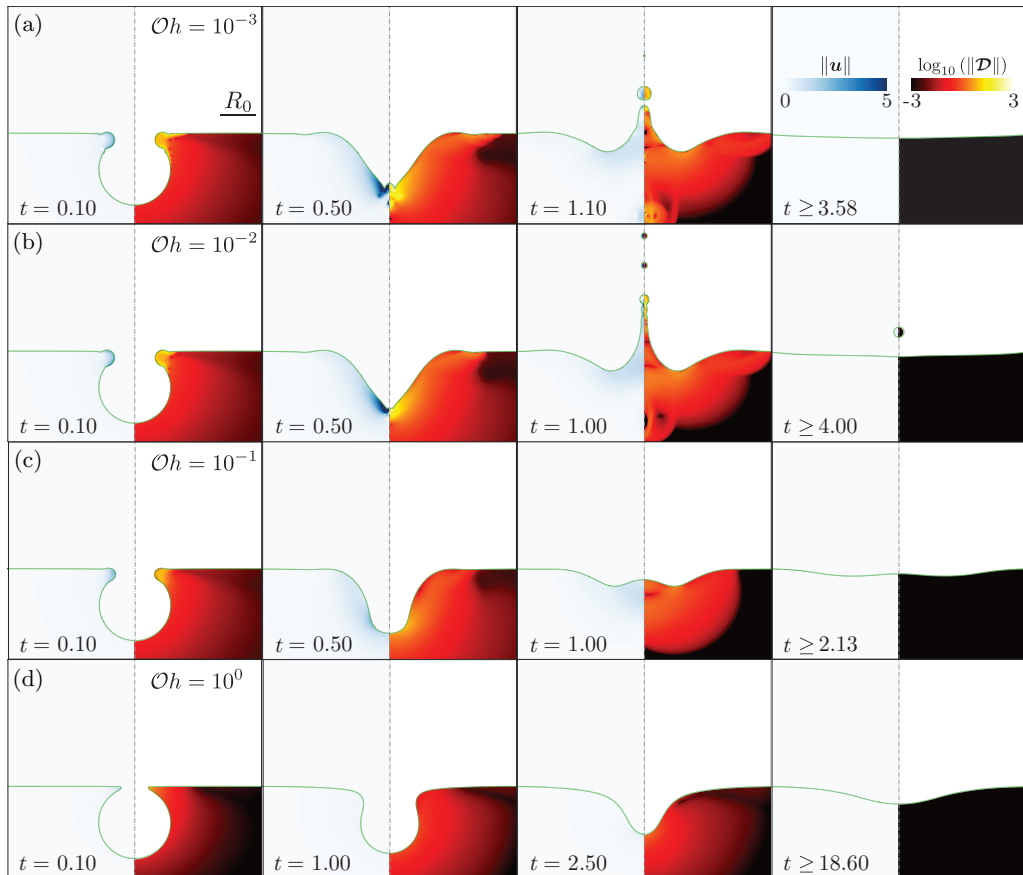 (a) 𝒪h = 10⁻³
‖u‖ log₁₀ (‖𝓓‖)
0 5 -3 3
R₀
t = 0.10 t = 0.50 t = 1.10 t ≥ 3.58
(b) 𝒪h = 10⁻²
t = 0.10 t = 0.50 t = 1.00 t ≥ 4.00
(c) 𝒪h = 10⁻¹
t = 0.10 t = 0.50 t = 1.00 t ≥ 2.13
(d) 𝒪h = 10⁰
t = 0.10 t = 1.00 t = 2.50 t ≥ 18.60